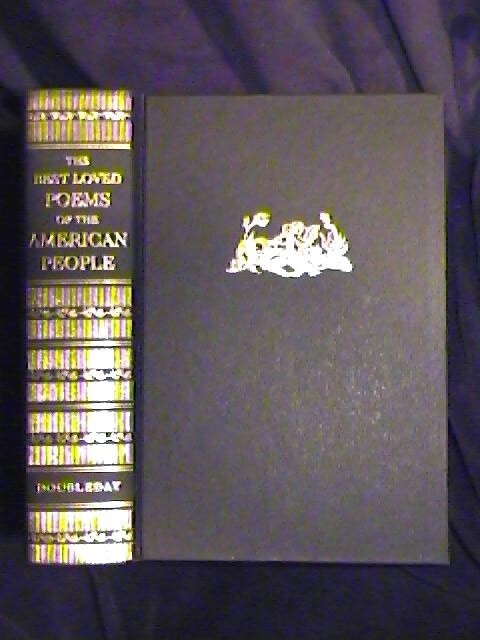 THE
BEST LOVED
POEMS
OF THE
AMERICAN
PEOPLE
DOUBLEDAY